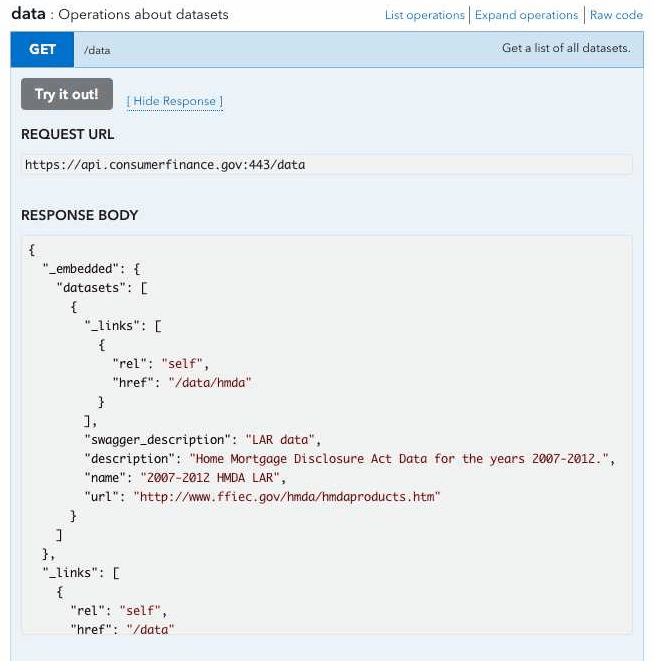 data : Operations about datasets List operations Expand operations Raw code
GET /data Get a list of all datasets.
Try it out! [ Hide Response ]
REQUEST URL
https://api.consumerfinance.gov:443/data
RESPONSE BODY
{
"_embedded": {
"datasets": [
{
"_links": [
{
"rel": "self",
"href": "/data/hmda"
}
],
"swagger_description": "LAR data",
"description": "Home Mortgage Disclosure Act Data for the years 2007-2012.",
"name": "2007-2012 HMDA LAR",
"url": "http://www.ffiec.gov/hmda/hmdaproducts.htm"
}
]
},
"_links": [
{
"rel": "self",
"href": "/data"